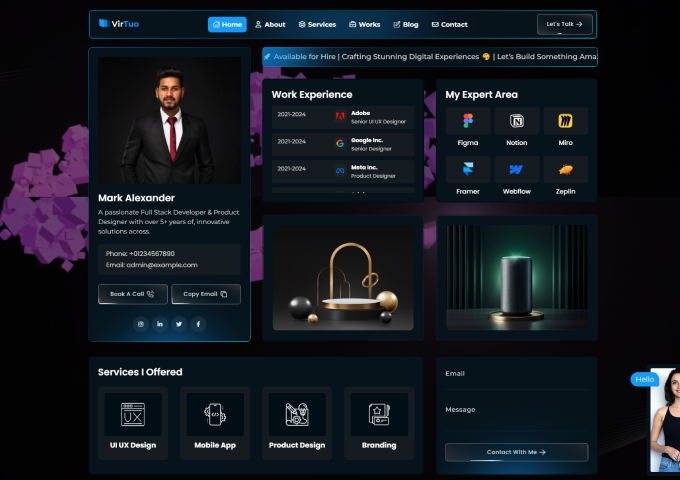 VirTuo
Home
About
Services
Works
Blog
Contact
Let's Talk
Available for Hire | Crafting Stunning Digital Experiences | Let's Build Something Ama
Mark Alexander
A passionate Full Stack Developer & Product
Designer with over 5+ years of, innovative
solutions across.
Phone: +01234567890
Email: admin@example.com
Book A Call
Copy Email
Work Experience
2021-2024
Adobe
Senior UI UX Designer
2021-2024
Google Inc.
Senior Designer
2021-2024
Meta Inc.
Product Designer
My Expert Area
Figma
Notion
Miro
Framer
Webflow
Zeplin
Services I Offered
UX
UI UX Design
Mobile App
Product Design
Branding
Email
Message
Contact With Me
Hello